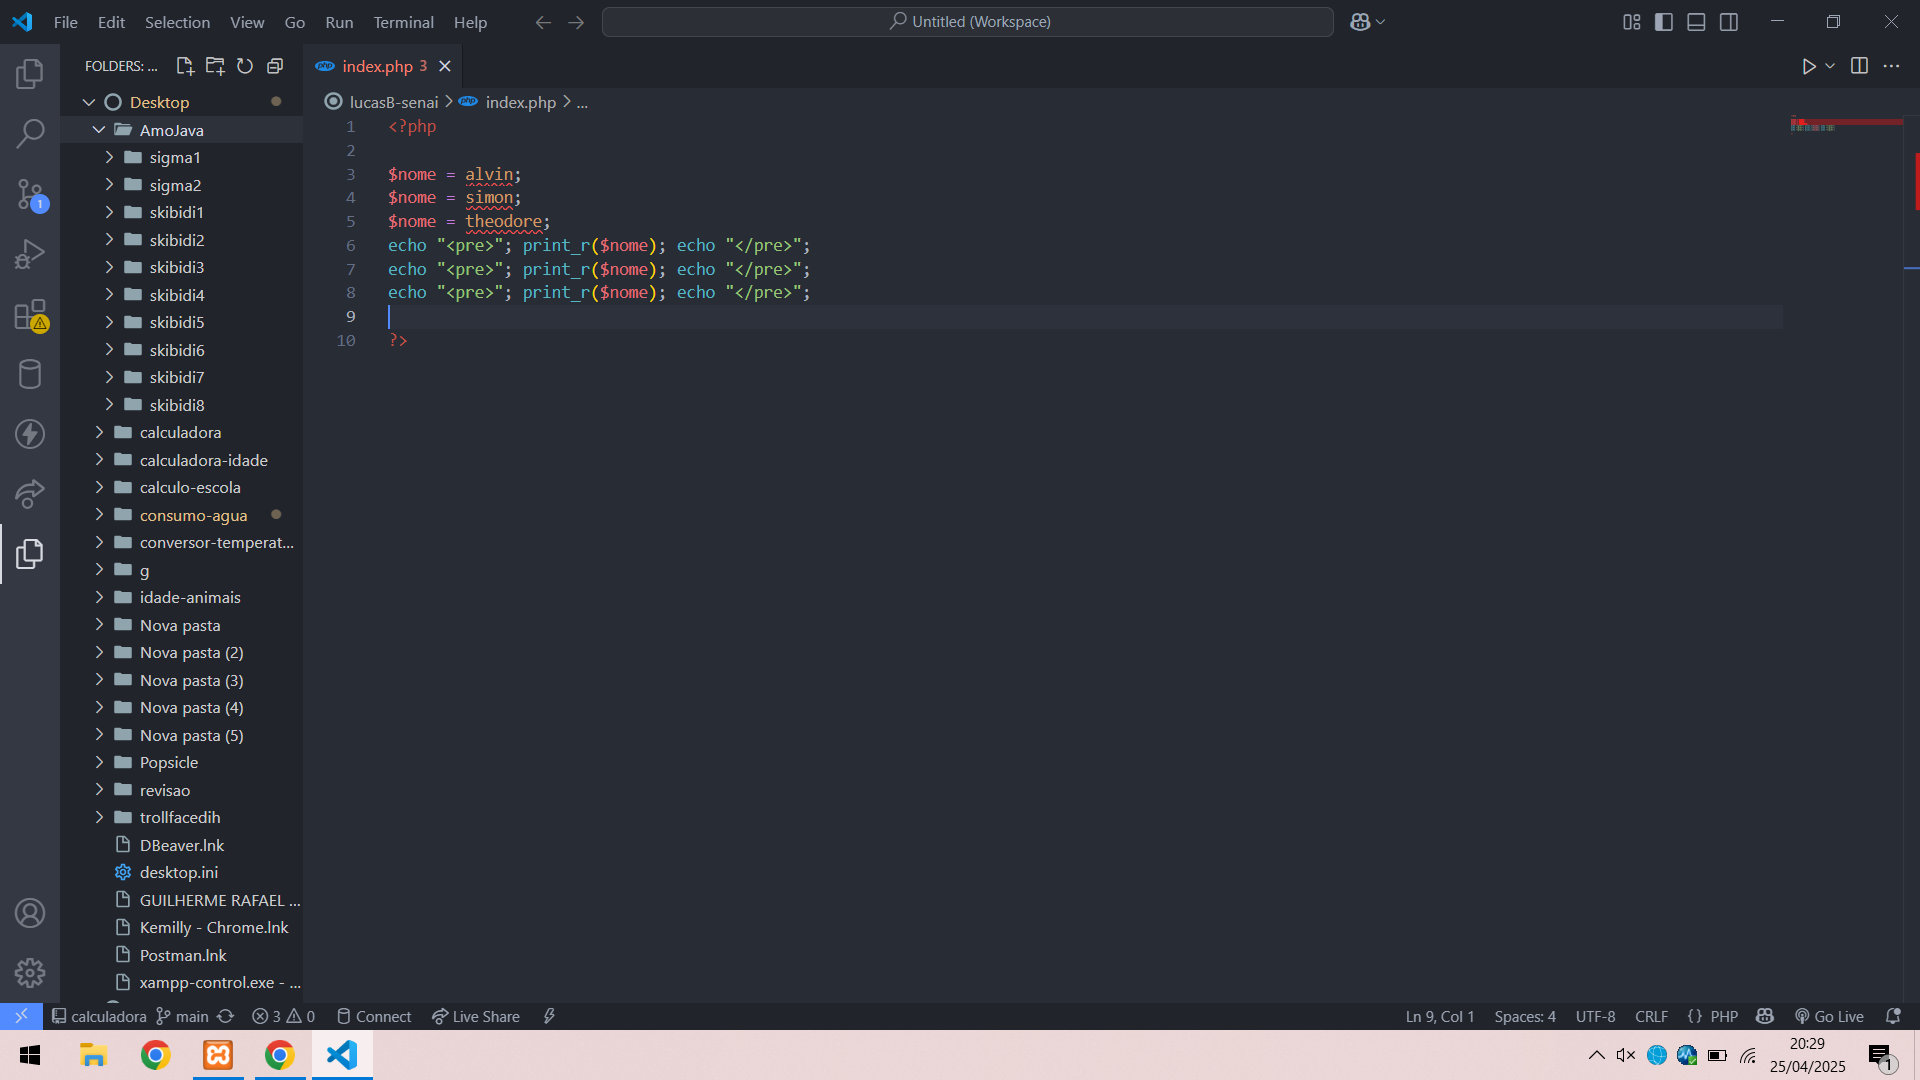 File Edit Selection View Go Run Terminal Help
Untitled (Workspace)
FOLDERS: ...
php index.php 3
Desktop
lucasB-senai > php index.php > ...
AmoJava
sigma1
sigma2
skibidi1
skibidi2
skibidi3
skibidi4
skibidi5
skibidi6
skibidi7
skibidi8
calculadora
calculadora-idade
calculo-escola
consumo-agua
conversor-temperat...
g
idade-animais
Nova pasta
Nova pasta (2)
Nova pasta (3)
Nova pasta (4)
Nova pasta (5)
Popsicle
revisao
trollfacedih
DBeaver.lnk
desktop.ini
GUILHERME RAFAEL ...
Kemilly - Chrome.lnk
Postman.lnk
xampp-control.exe - ...
1 <?php
2
3 $nome = alvin;
4 $nome = simon;
5 $nome = theodore;
6 echo "<pre>"; print_r($nome); echo "</pre>";
7 echo "<pre>"; print_r($nome); echo "</pre>";
8 echo "<pre>"; print_r($nome); echo "</pre>";
9
10 ?>
1
calculadora main 3 0 Connect Live Share
Ln 9, Col 1 Spaces: 4 UTF-8 CRLF {} PHP Go Live
20:29
25/04/2025
1